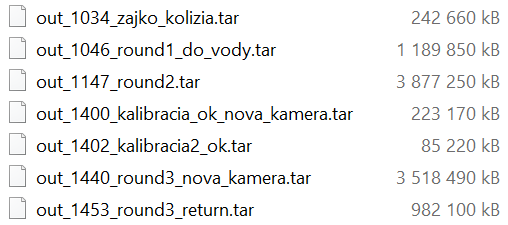 out_1034_zajko_kolizia.tar 242 660 kB
out_1046_round1_do_vody.tar 1 189 850 kB
out_1147_round2.tar 3 877 250 kB
out_1400_kalibracia_ok_nova_kamera.tar 223 170 kB
out_1402_kalibracia2_ok.tar 85 220 kB
out_1440_round3_nova_kamera.tar 3 518 490 kB
out_1453_round3_return.tar 982 100 kB